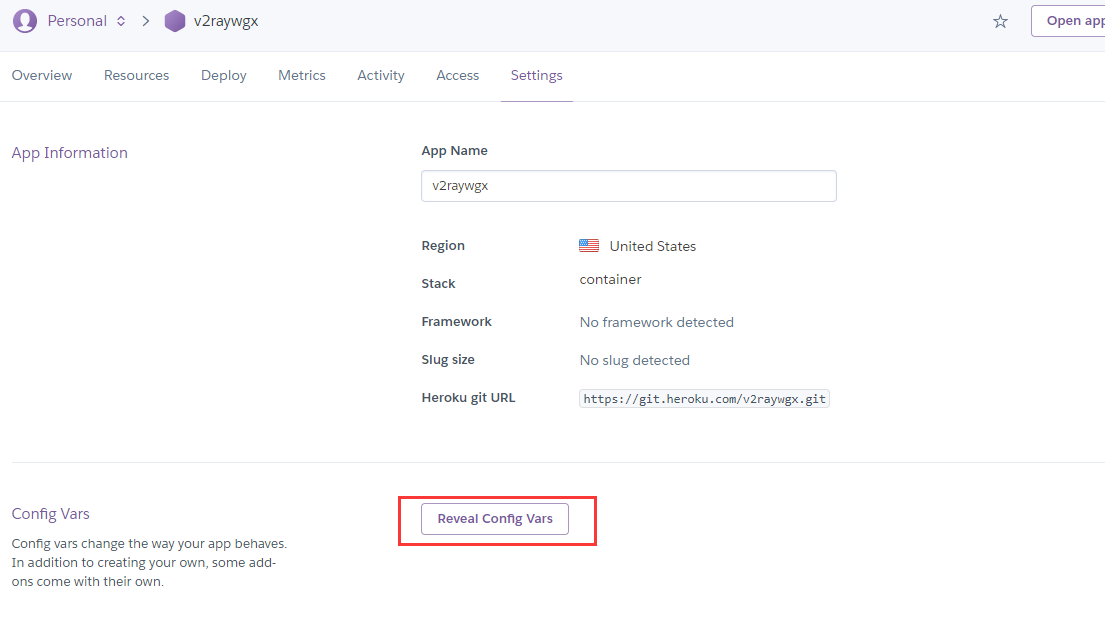 Personal v2raywgx Open app
Overview Resources Deploy Metrics Activity Access Settings
App Information
App Name
v2raywgx
Region United States
Stack container
Framework No framework detected
Slug size No slug detected
Heroku git URL https://git.heroku.com/v2raywgx.git
Config Vars
Config vars change the way your app behaves.
In addition to creating your own, some add-
ons come with their own.
Reveal Config Vars